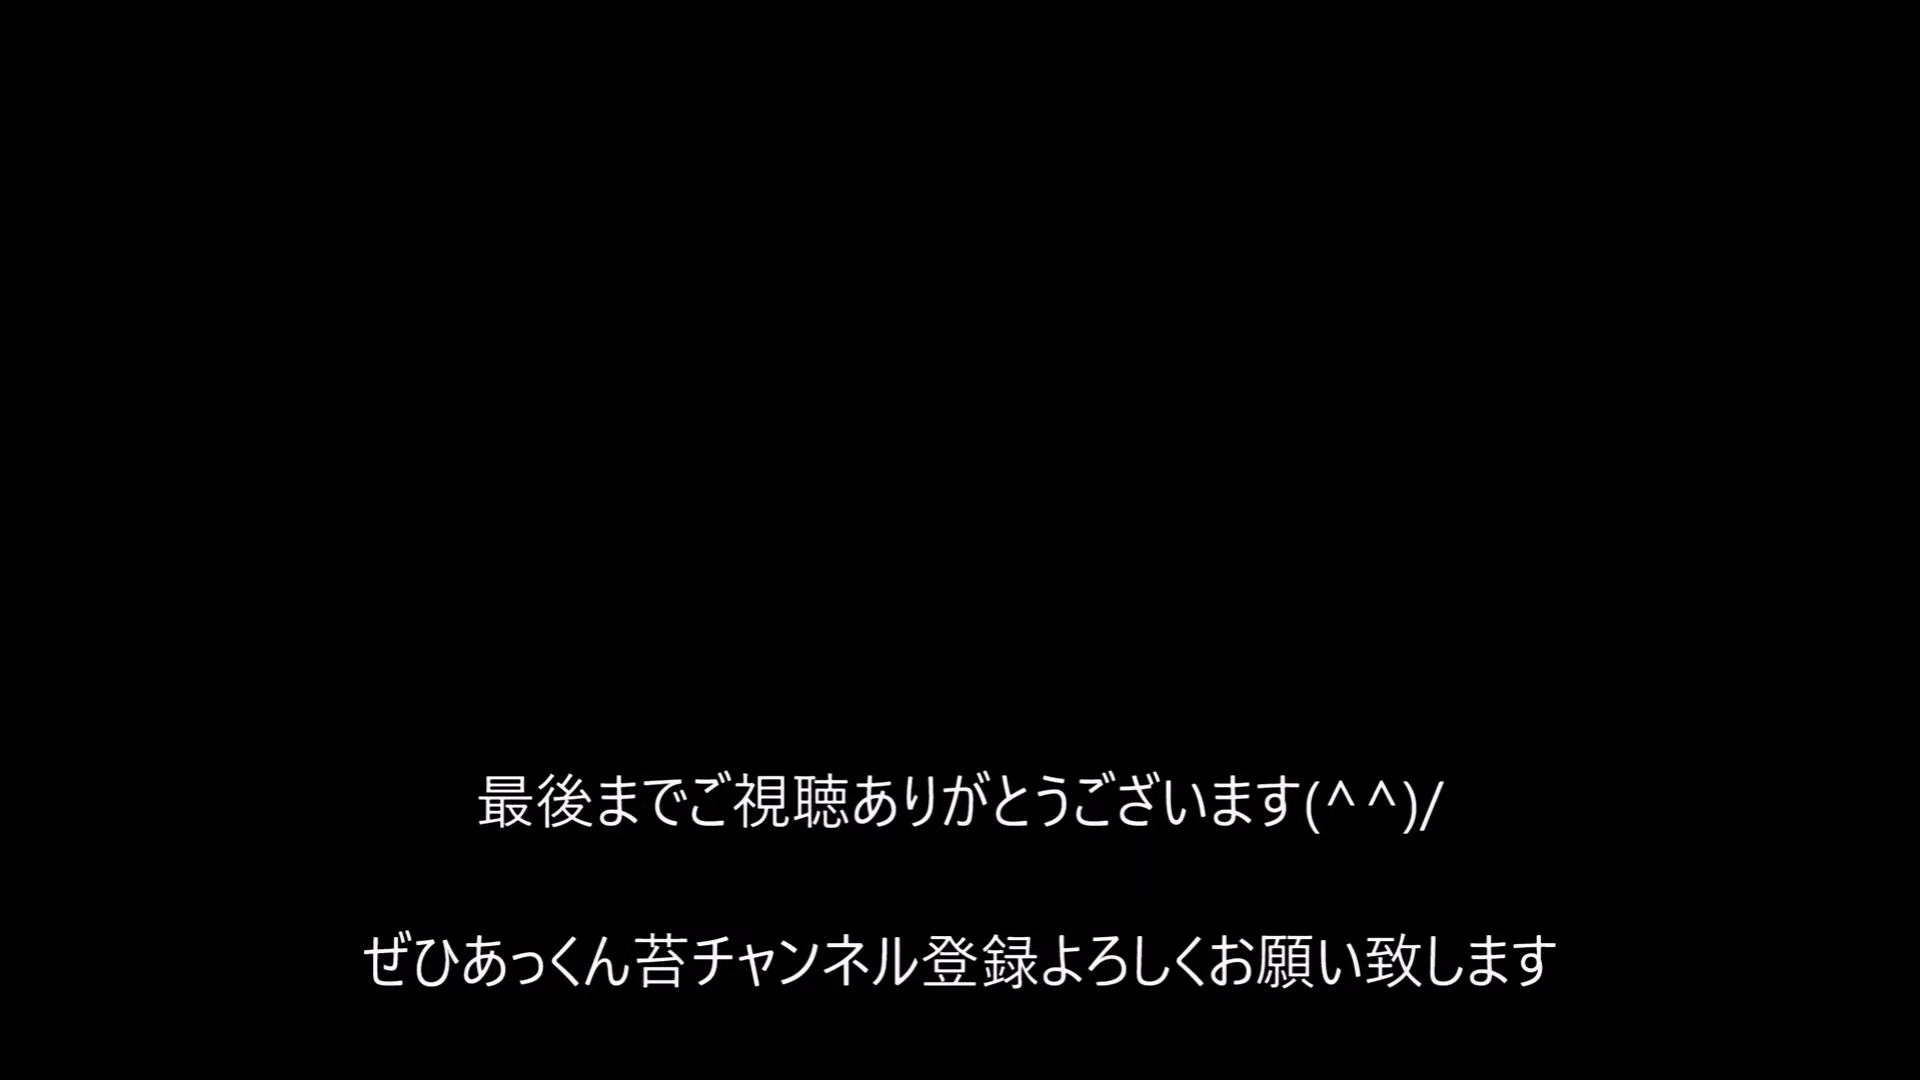 最後までご視聴ありがとうございます(^^)/
ぜひあっくん苔チャンネル登録よろしくお願い致します